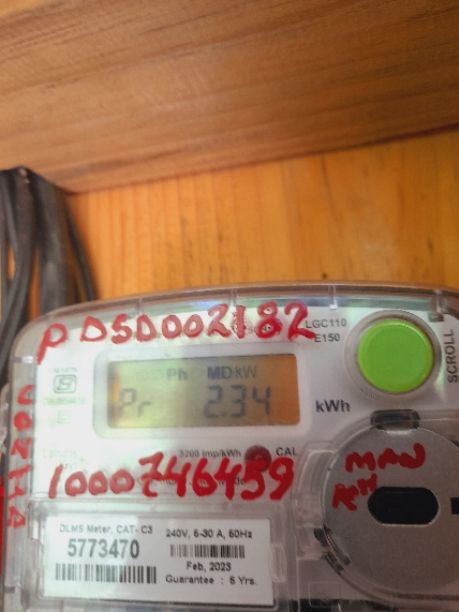 P DSD002182
LGC110
E150
SCROLL
Ph MD kW
Pr 2.34
kWh
3200 imp/kWh
CAL
1000746459
MAN
DLMS Meter, CAT- C3
5773470
240V, 5-30 A, 50Hz
Feb, 2023
Guarantee : 5 Yrs.